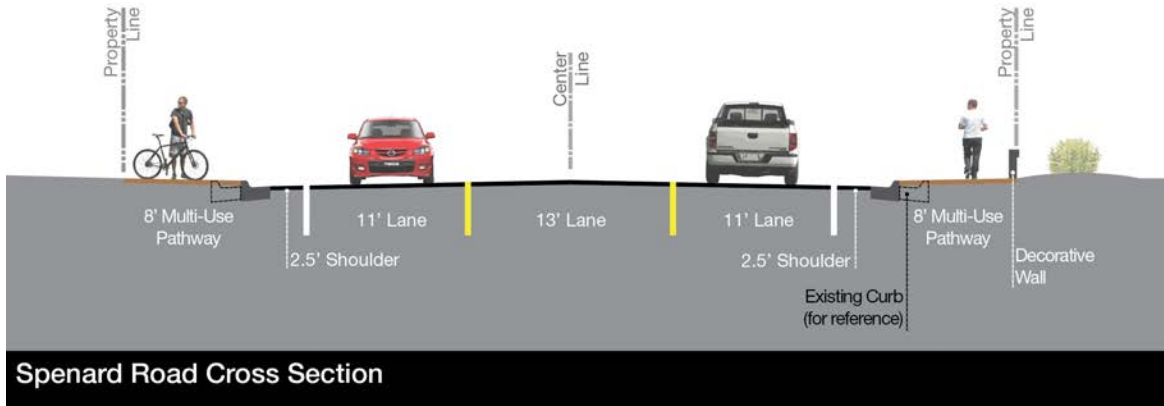 Property
Line
Center
Line
Property
Line
8' Multi-Use
Pathway
2.5' Shoulder
11' Lane
13' Lane
11' Lane
2.5' Shoulder
8' Multi-Use
Pathway
Decorative
Wall
Existing Curb
(for reference)
Spenard Road Cross Section